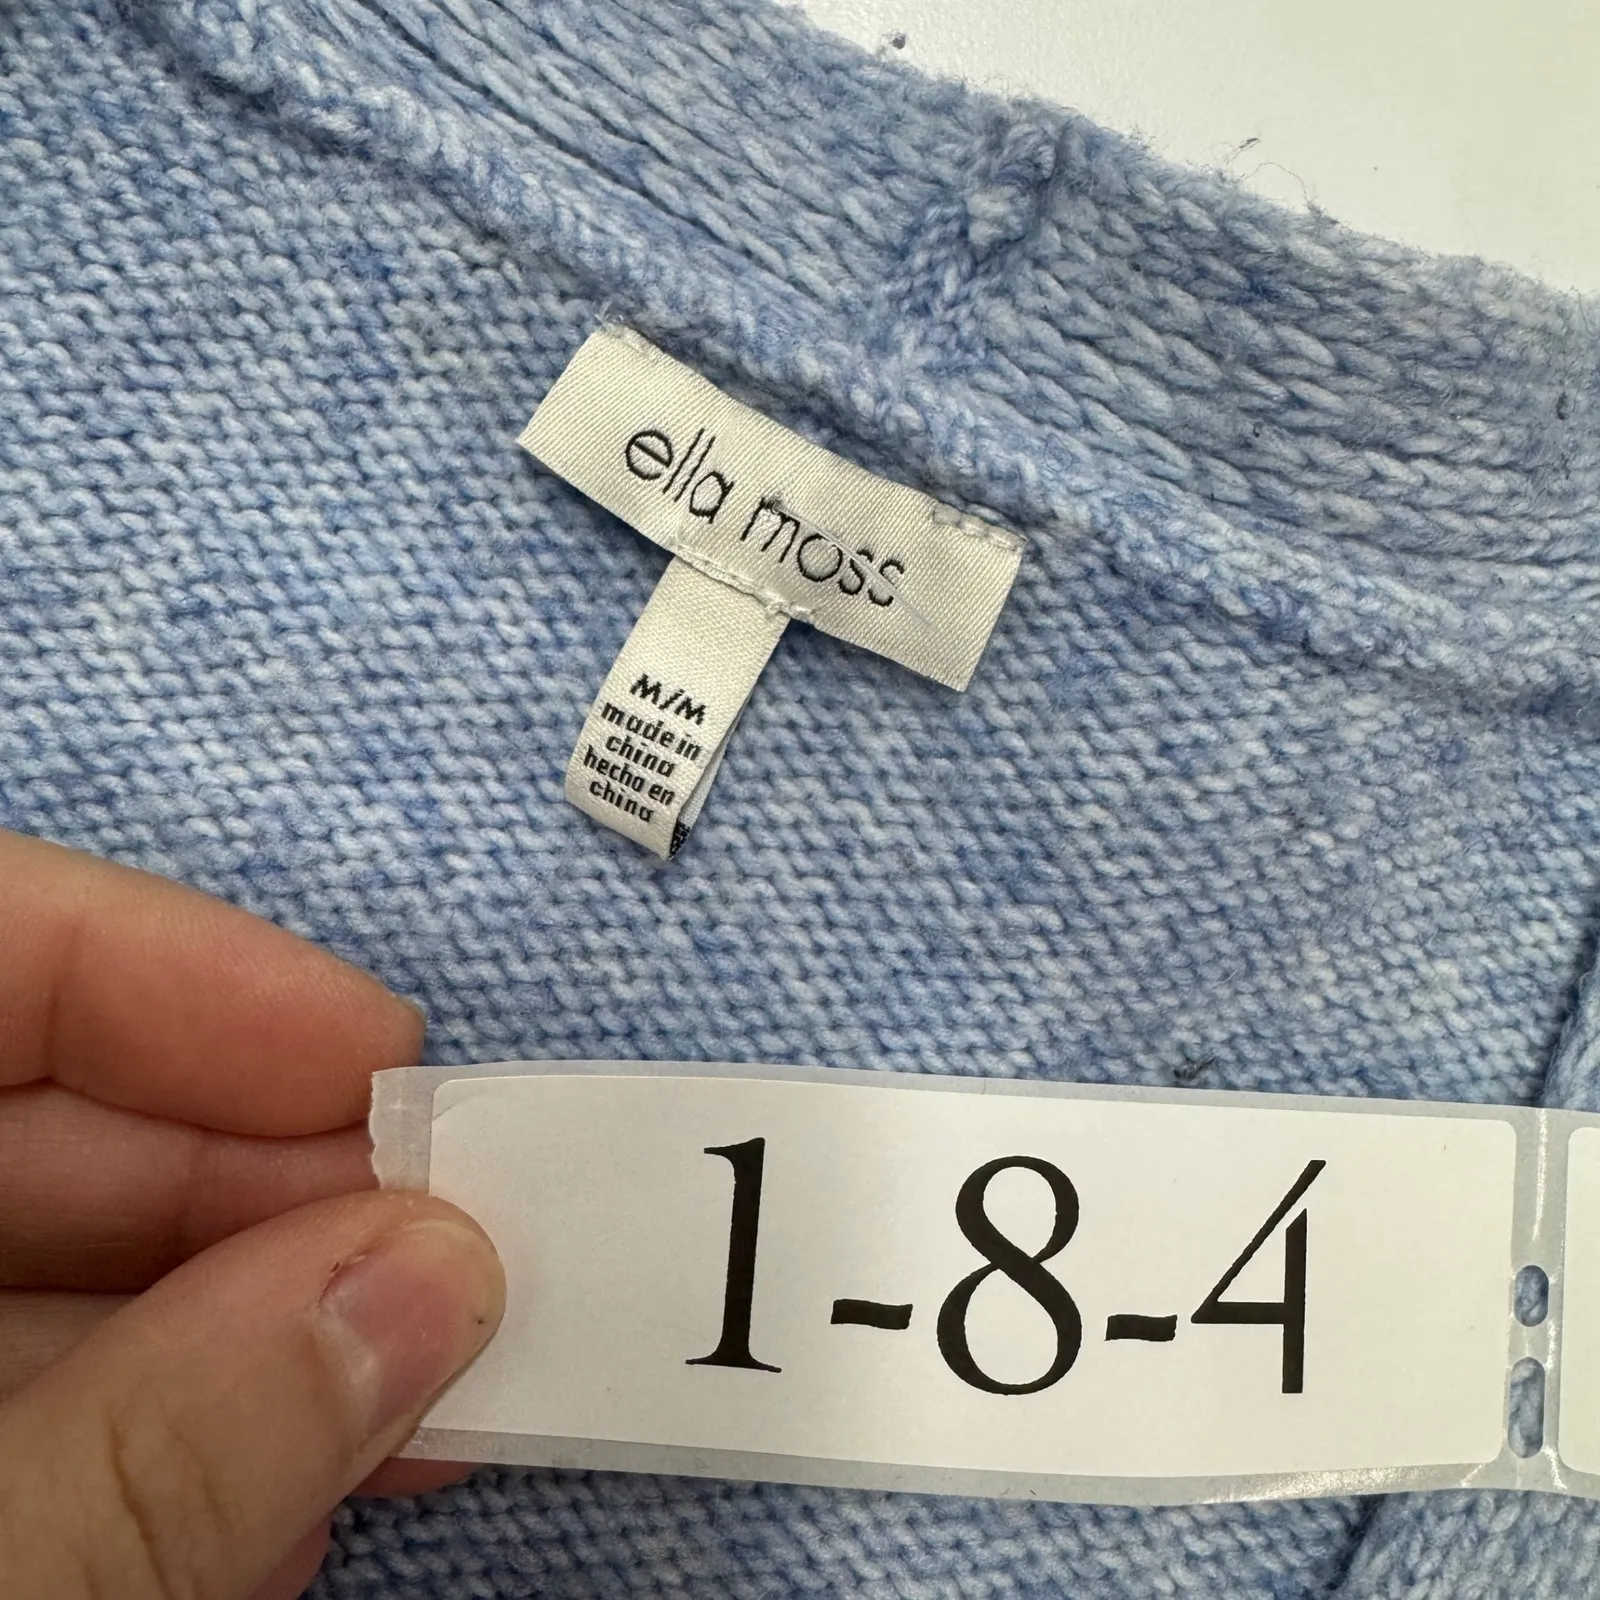 ella moss
M/M
made in
china
hecho en
china
1-8-4